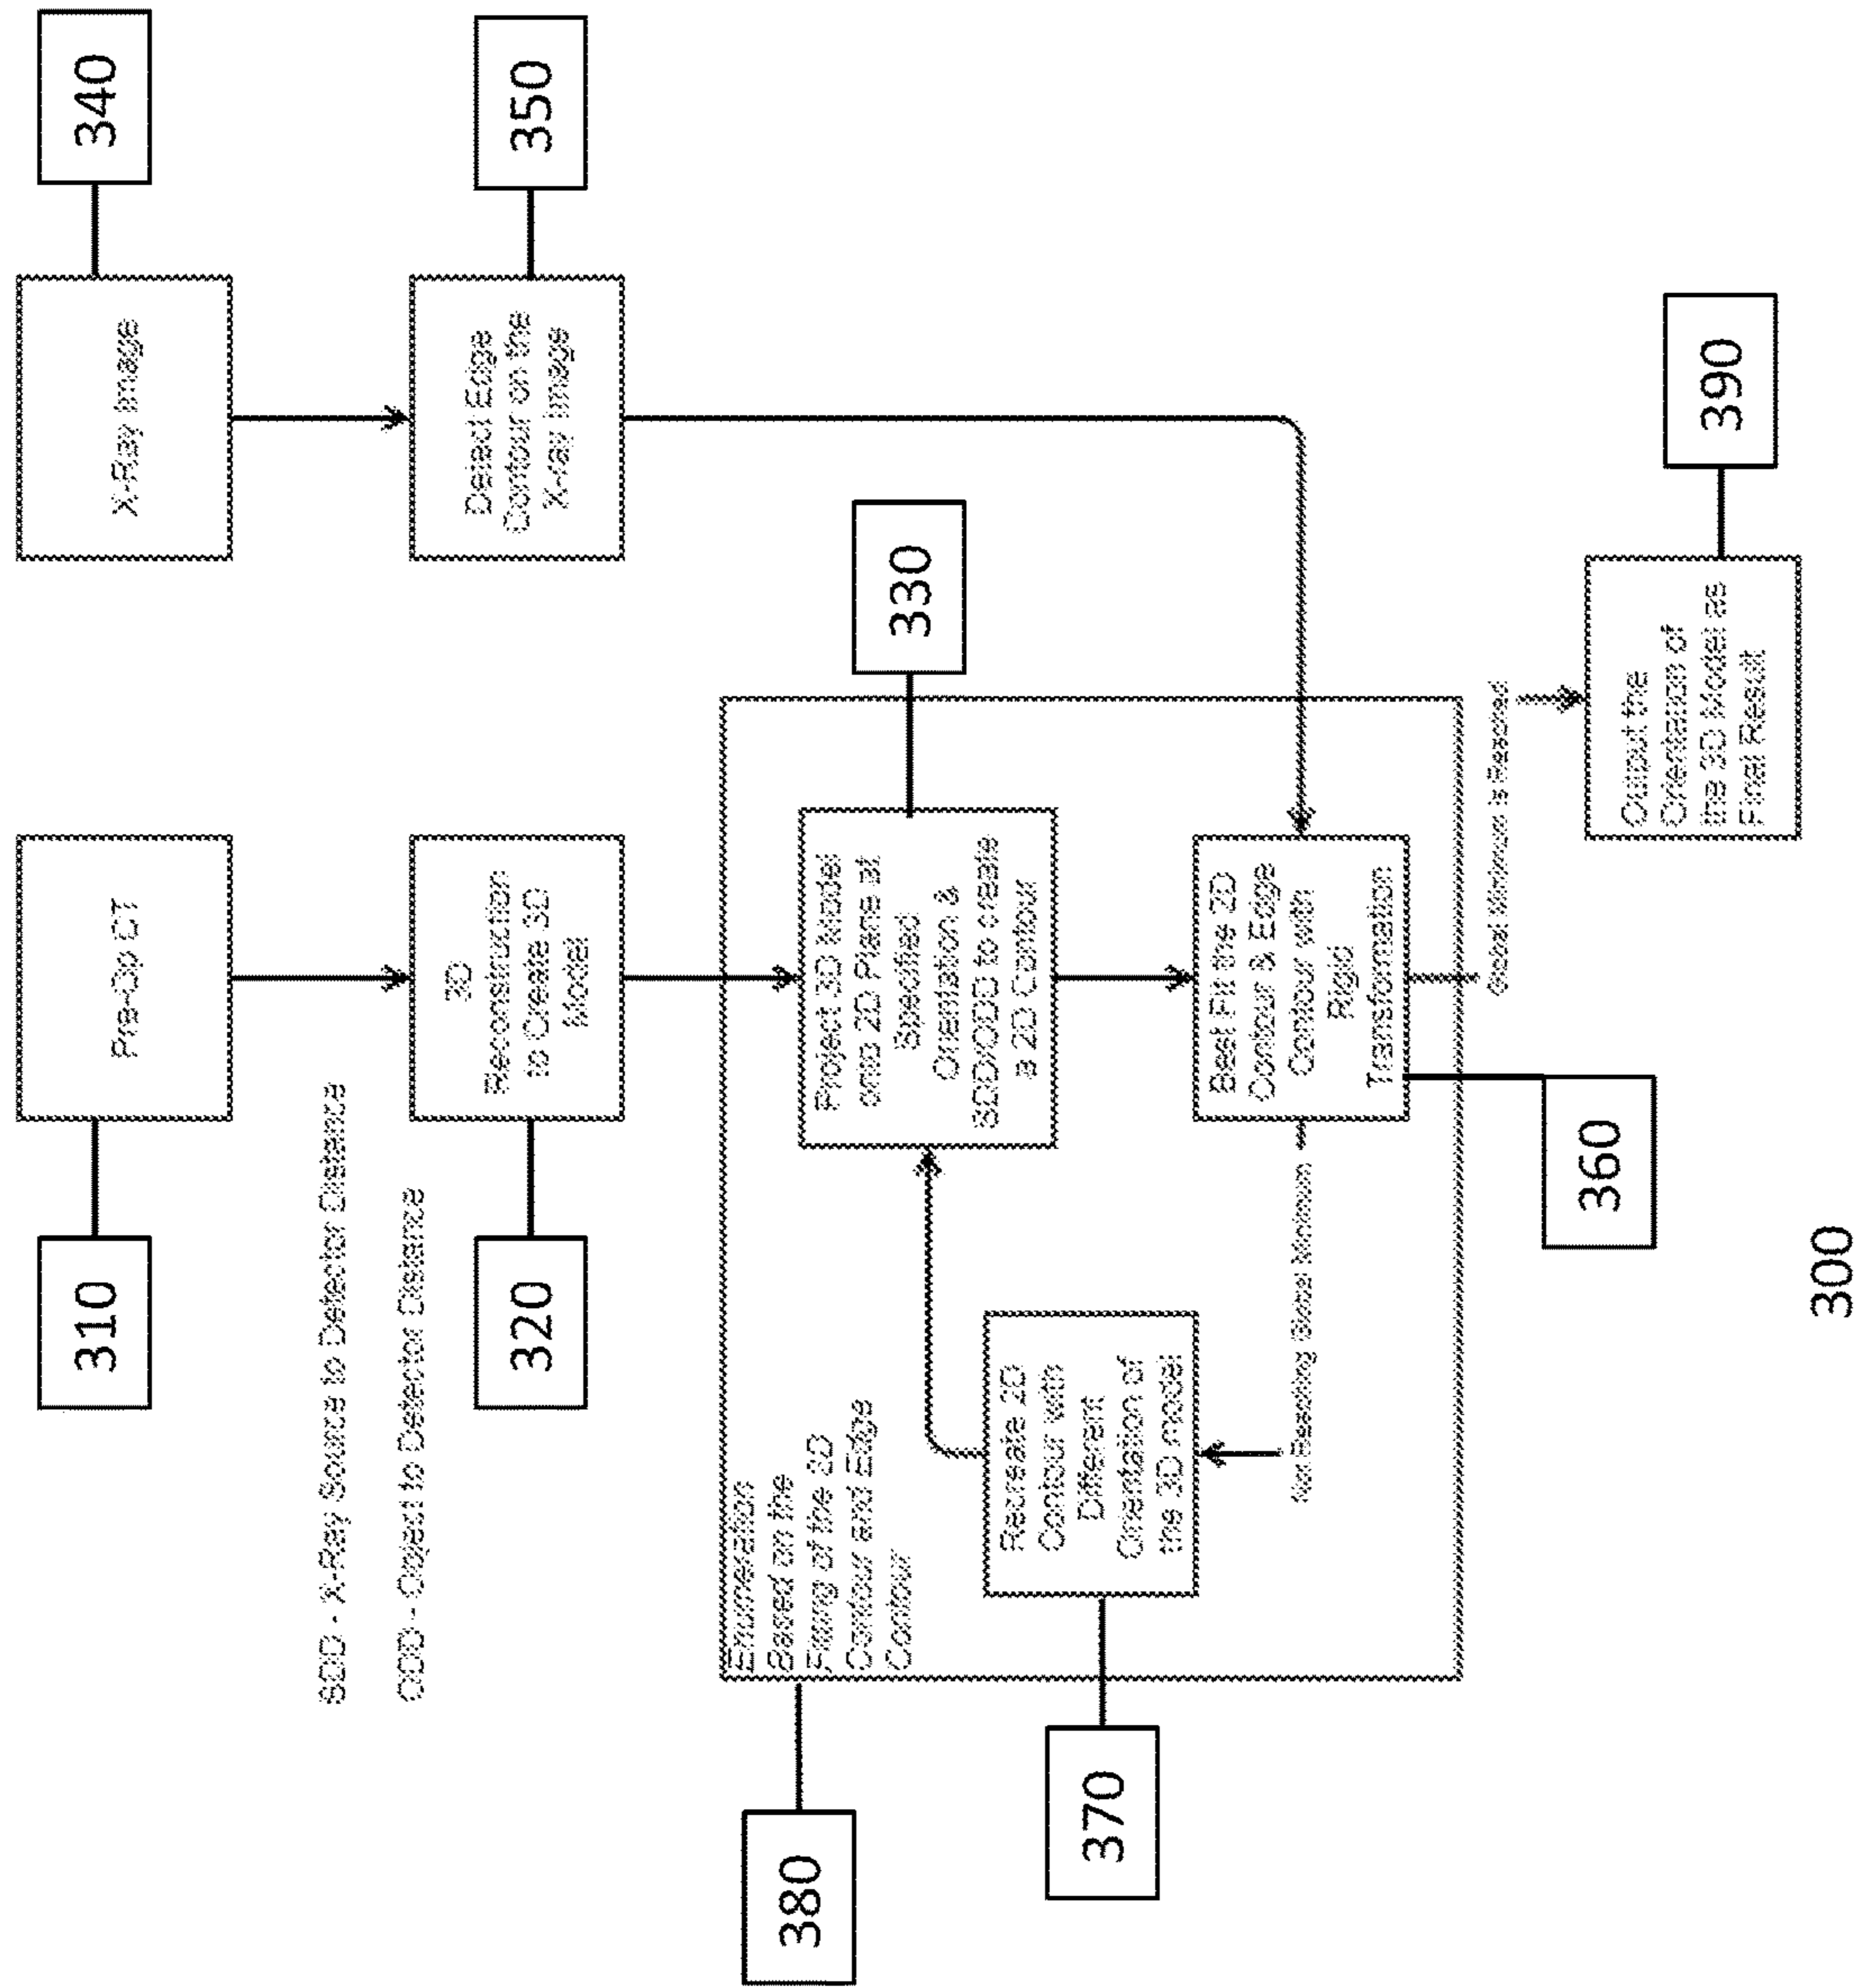 310
Pre-Op CT
X-Ray Image
340
SDD - X-Ray Source to Detector Distance
ODD - Object to Detector Distance
320
3D
Reconstruction
to Create 3D
Model
Detect Edge
Contour on the
X-ray Image
350
380
Enumeration
Based on the
Fitting of the 2D
Contour and Edge
Contour
Project 3D Model
onto 2D Plane at
Specified
Orientation &
SDD/ODD to create
a 2D Contour
330
370
Recreate 2D
Contour with
Different
Orientation of
the 3D model
Best Fit the 2D
Contour & Edge
Contour with
Rigid
Transformation
Not Reaching Global Minimum
360
Global Minimum is Reached
Output the
Orientation of
the 3D Model as
Final Result
390
300